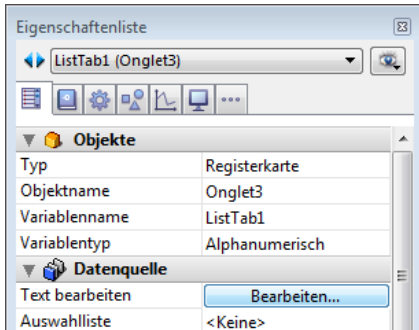 Eigenschaftenliste
ListTab1 (Onglet3)
Objekte
Typ Registerkarte
Objektname Onglet3
Variablenname ListTab1
Variablentyp Alphanumerisch
Datenquelle
Text bearbeiten Bearbeiten...
Auswahlliste <Keine>